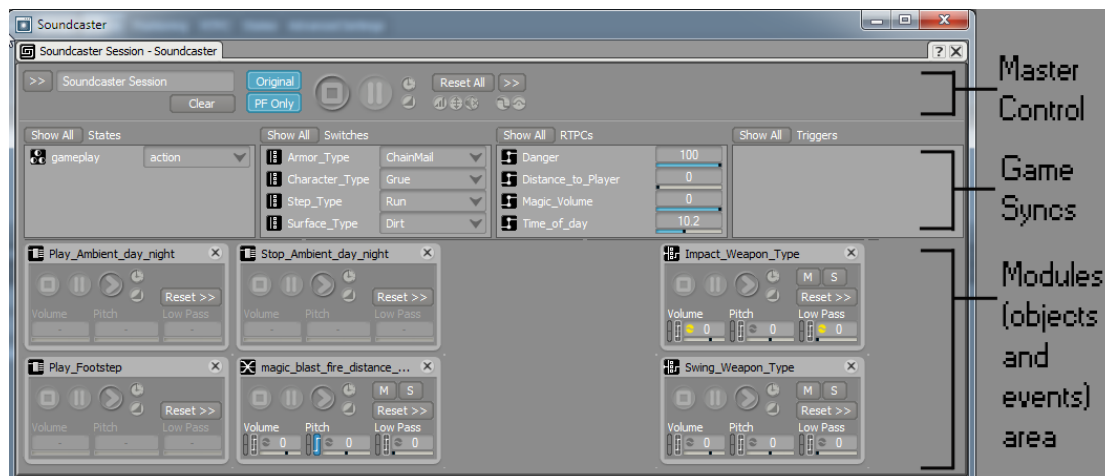 Soundcaster
Soundcaster Session - Soundcaster
? X
>> Soundcaster Session Original Reset All >>
Clear PF Only
Master
Control
Show All States Show All Switches Show All RTPCs Show All Triggers
gameplay action Armor_Type ChainMail Danger 100
Character_Type Grue Distance_to_Player 0
Step_Type Run Magic_Volume 0
Surface_Type Dirt Time_of_day 10.2
Game
Syncs
Play_Ambient_day_night Stop_Ambient_day_night Impact_Weapon_Type
M S
Reset >> Reset >> Reset >>
Volume Pitch Low Pass Volume Pitch Low Pass Volume Pitch Low Pass
- - - - - - 0 0 0
Play_Footstep magic_blast_fire_distance_... Swing_Weapon_Type
M S M S
Reset >> Reset >> Reset >>
Volume Pitch Low Pass Volume Pitch Low Pass Volume Pitch Low Pass
- - - 0 0 0 0 0 0
Modules
(objects
and
events)
area